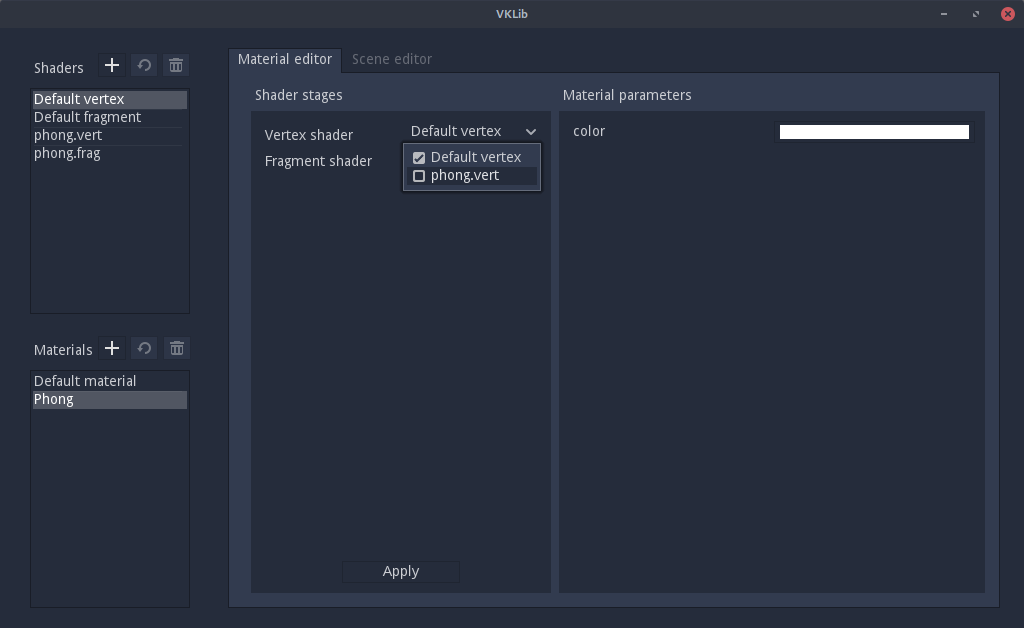 VKLib
Shaders
Default vertex
Default fragment
phong.vert
phong.frag
Materials
Default material
Phong
Material editor
Scene editor
Shader stages
Vertex shader
Default vertex
Default vertex
phong.vert
Fragment shader
Apply
Material parameters
color